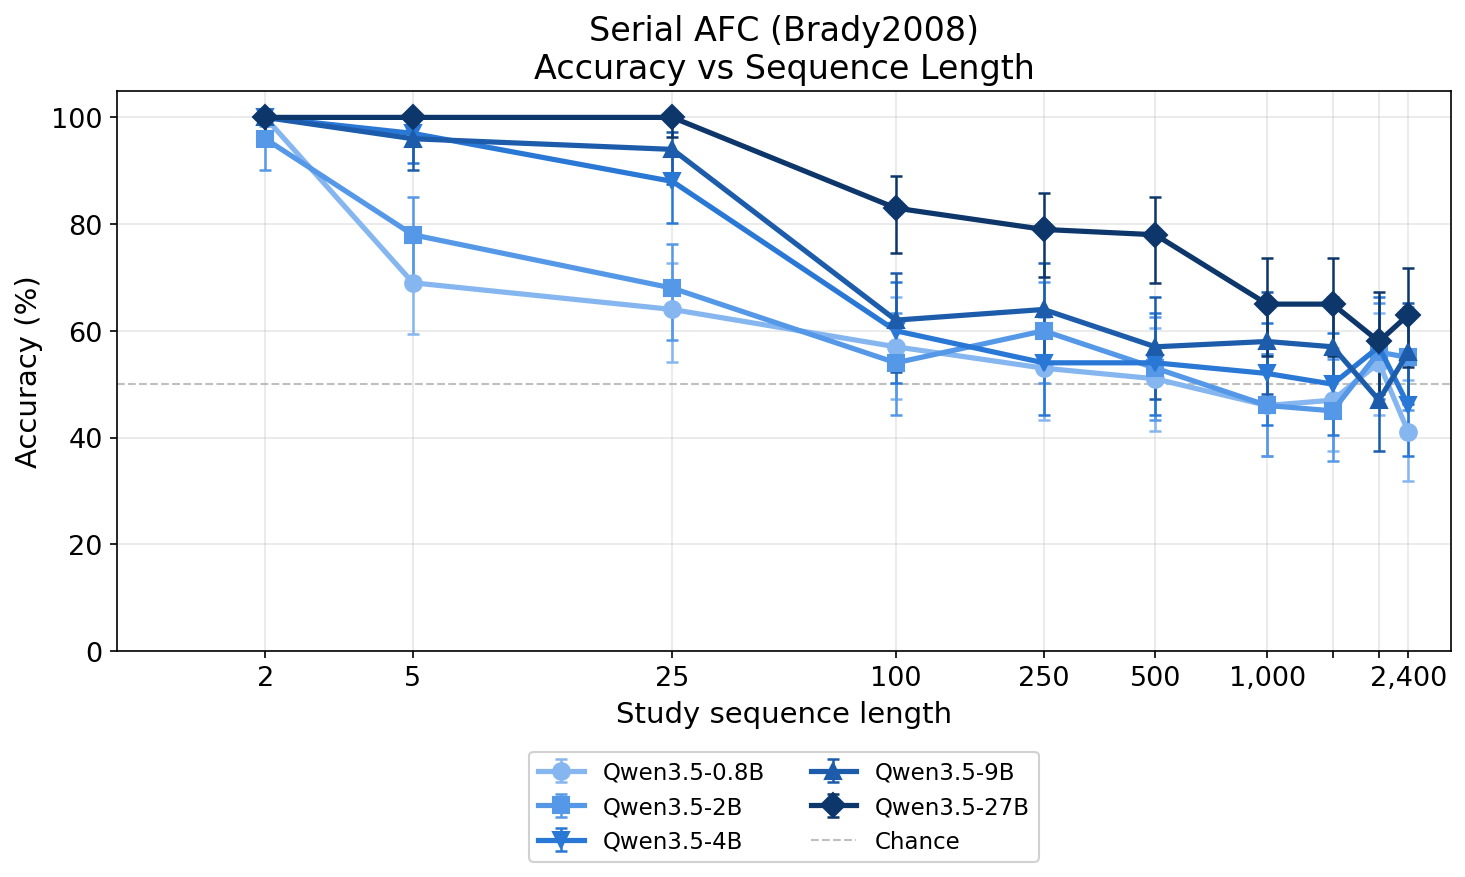 Serial AFC (Brady2008)
Accuracy vs Sequence Length
Accuracy (%)
100
80
60
40
20
0
2 5 25 100 250 500 1,000 2,400
Study sequence length
Qwen3.5-0.8B
Qwen3.5-2B
Qwen3.5-4B
Qwen3.5-9B
Qwen3.5-27B
Chance